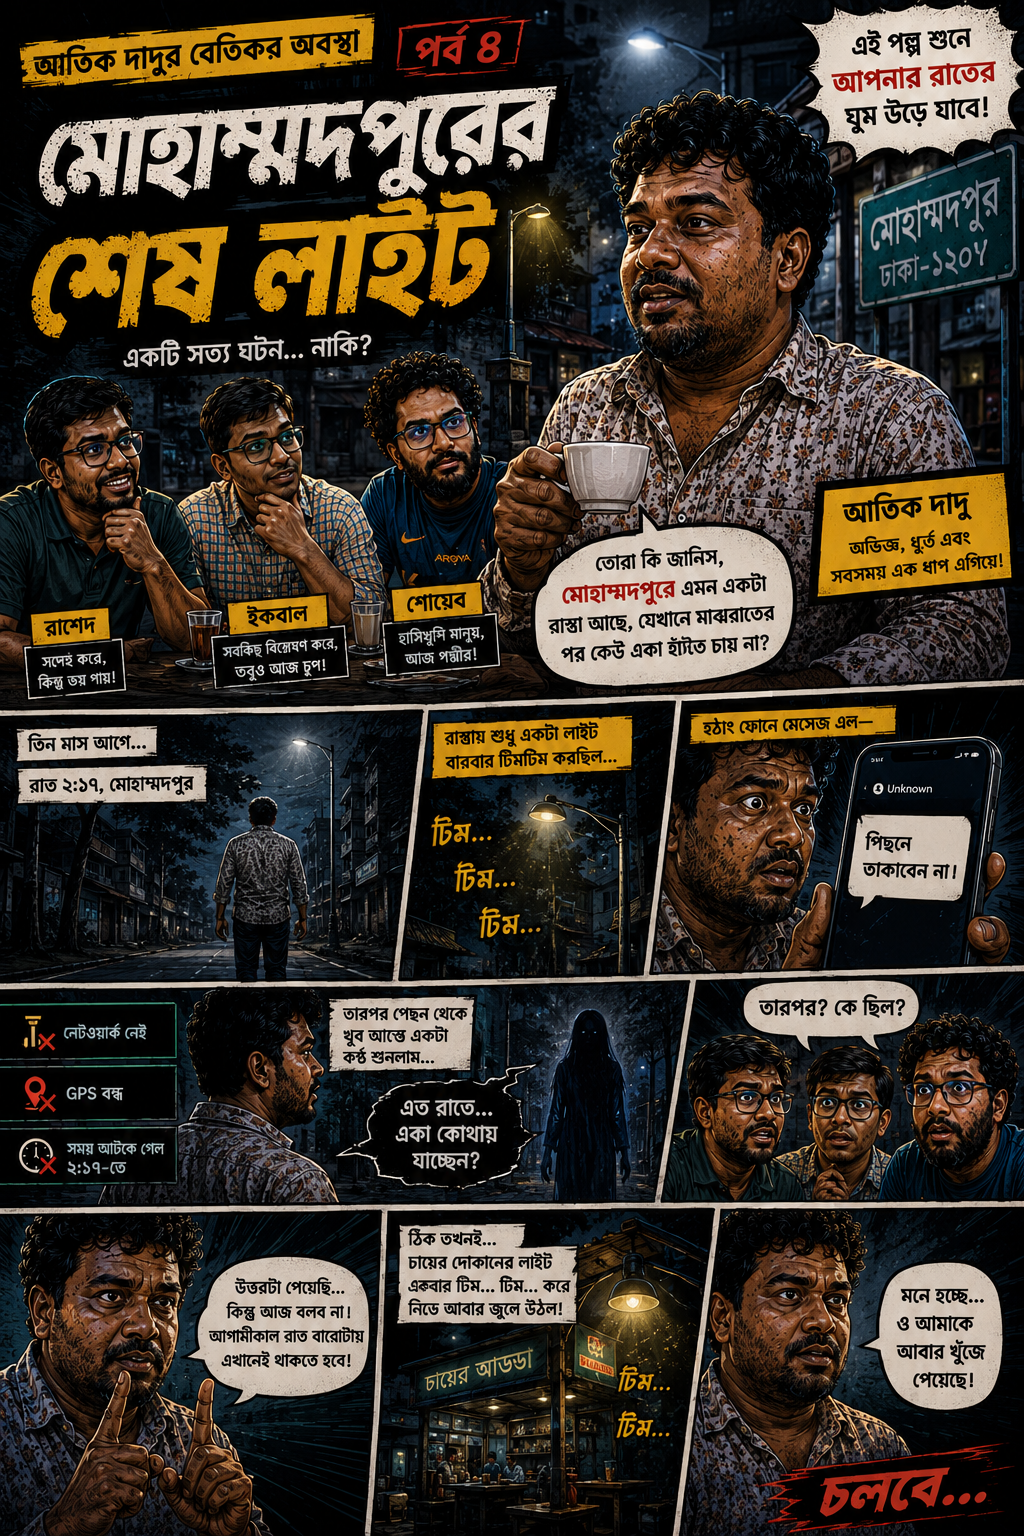 আতিক দাদুর বেতিকর অবস্থা
পর্ব ৪
মোহাম্মদপুরের
শেষ লাইট
একটি সত্য ঘটনা... নাকি?
এই পল্প শুনে
আপনার রাতের
ঘুম উড়ে যাবে!
মোহাম্মদপুর
ঢাকা-১২০৭
আতিক দাদু
অভিজ্ঞ, ধুর্ত এবং
সবসময় এক ধাপ এগিয়ে!
তোরা কি জানিস,
মোহাম্মদপুরে এমন একটা
রাস্তা আছে, যেখানে মাঝরাতের
পর কেউ একা হাঁটতে চায় না?
রাশেদ
সন্দেহ করে,
কিন্তু ভয় পায়!
ইকবাল
সবকিছু বিশ্লেষণ করে,
তবুও আজ চুপ!
শোয়েব
হাসিখুসি মানুষ,
আজ গম্ভীর!
তিন মাস আগে...
রাত ২:১৭, মোহাম্মদপুর
রাস্তায় শুধু একটা লাইট
বারবার টিমটিম করছিল...
টিম...
টিম...
টিম...
হঠাৎ ফোনে মেসেজ এল—
Unknown
পিছনে
তাকাবেন না!
নেটওয়ার্ক নেই
GPS বন্ধ
সময় আটকে গেল
২:১৭-তে
তারপর পেছন থেকে
খুব আস্তে একটা
কণ্ঠ শুনলাম...
এত রাতে...
একা কোথায়
যাচ্ছেন?
তারপর? কে ছিল?
উত্তরটা পেয়েছি...
কিন্তু আজ বলব না!
আগামীকাল রাত বারোটায়
এখানেই থাকতে হবে!
ঠিক তখনই...
চায়ের দোকানের লাইট
একবার টিম... টিম... করে
নিভে আবার জ্বলে উঠল!
চায়ের আড্ডা
টিম...
টিম...
মনে হচ্ছে...
ও আমাকে
আবার খুঁজে
পেয়েছে!
চলবে...